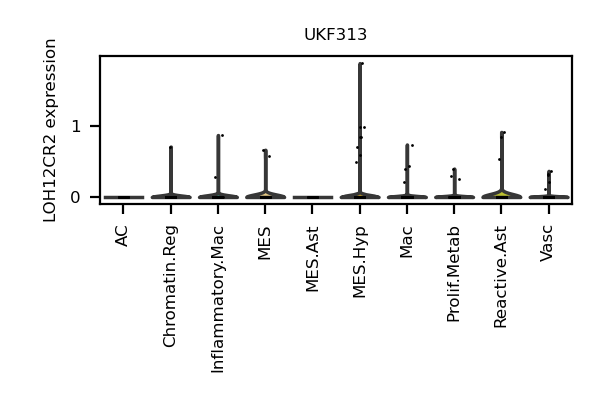 UKF313
LOH12CR2 expression
1
0
AC
Chromatin.Reg
Inflammatory.Mac
MES
MES.Ast
MES.Hyp
Mac
Prolif.Metab
Reactive.Ast
Vasc